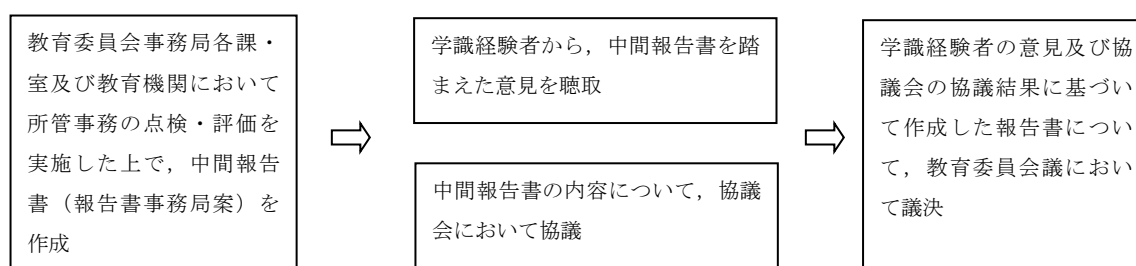 教育委員会事務局各課・
室及び教育機関において
所管事務の点検・評価を
実施した上で，中間報告
書（報告書事務局案）を
作成
学識経験者から，中間報告書を踏
まえた意見を聴取
中間報告書の内容について，協議
会において協議
学識経験者の意見及び協
議会の協議結果に基づい
て作成した報告書につい
て，教育委員会議におい
て議決